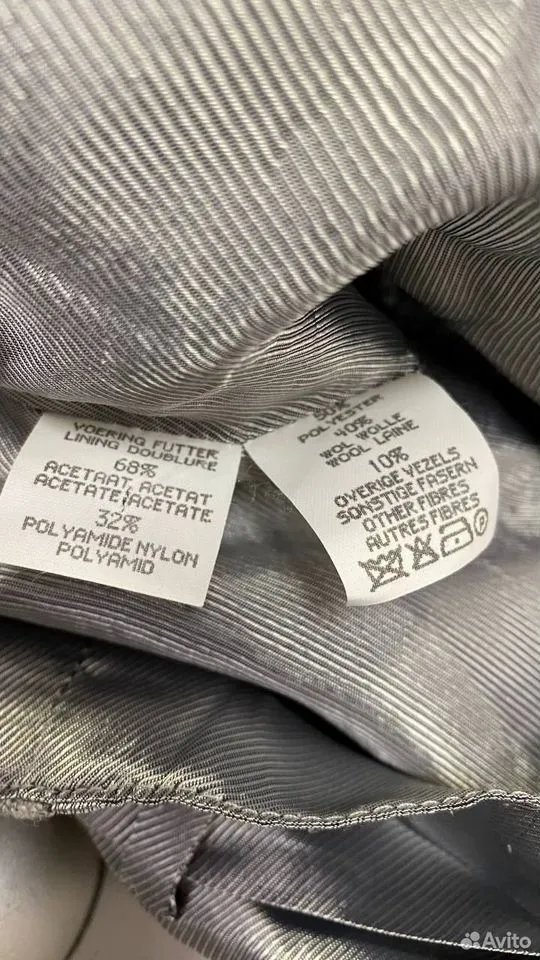 VOERING FUTTER
LINING DOUBLURE
68%
ACETAAT, ACETAT
ACETATE/ACETATE
32%
POLYAMIDE NYLON
POLYAMID
POLYESTER
40%
WOL WOLLE
WOOL LAINE
10%
OVERIGE VEZELS
SONSTIGE FASERN
OTHER FIBRES
AUTRES FIBRES
P
Avito